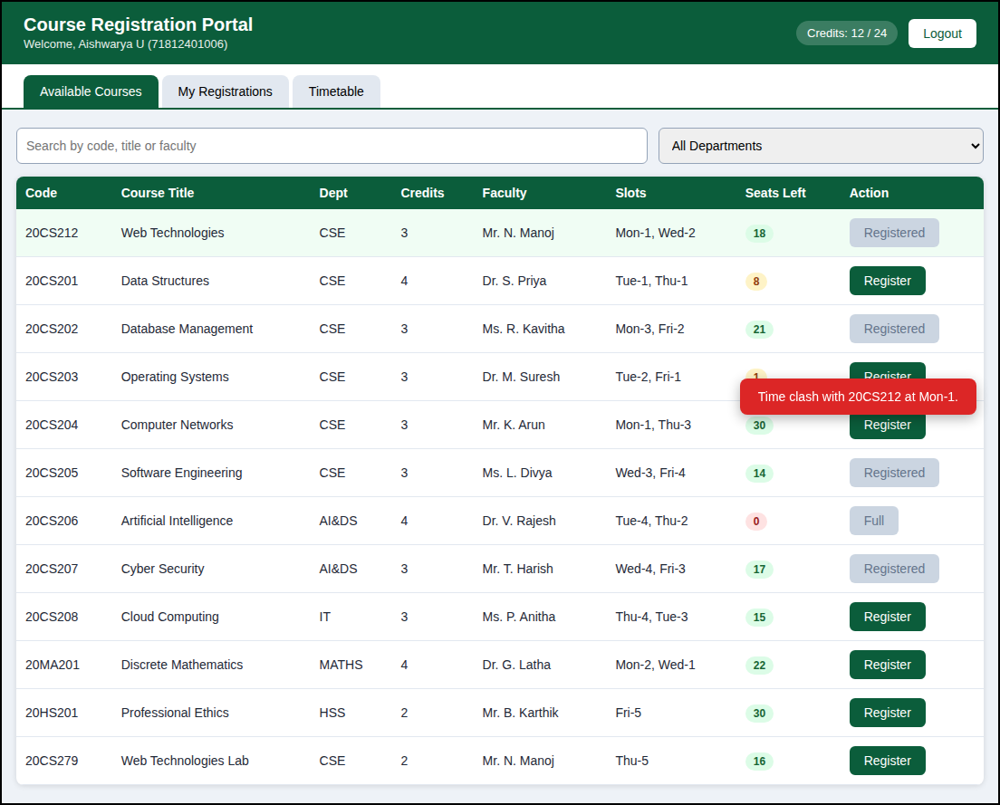 Course Registration Portal
Welcome, Aishwarya U (71812401006)
Credits: 12 / 24
Logout
Available Courses
My Registrations
Timetable
Search by code, title or faculty
All Departments
Code Course Title Dept Credits Faculty Slots Seats Left Action
20CS212 Web Technologies CSE 3 Mr. N. Manoj Mon-1, Wed-2 18 Registered
20CS201 Data Structures CSE 4 Dr. S. Priya Tue-1, Thu-1 8 Register
20CS202 Database Management CSE 3 Ms. R. Kavitha Mon-3, Fri-2 21 Registered
20CS203 Operating Systems CSE 3 Dr. M. Suresh Tue-2, Fri-1 1 Register
Time clash with 20CS212 at Mon-1.
20CS204 Computer Networks CSE 3 Mr. K. Arun Mon-1, Thu-3 30 Register
20CS205 Software Engineering CSE 3 Ms. L. Divya Wed-3, Fri-4 14 Registered
20CS206 Artificial Intelligence AI&DS 4 Dr. V. Rajesh Tue-4, Thu-2 0 Full
20CS207 Cyber Security AI&DS 3 Mr. T. Harish Wed-4, Fri-3 17 Registered
20CS208 Cloud Computing IT 3 Ms. P. Anitha Thu-4, Tue-3 15 Register
20MA201 Discrete Mathematics MATHS 4 Dr. G. Latha Mon-2, Wed-1 22 Register
20HS201 Professional Ethics HSS 2 Mr. B. Karthik Fri-5 30 Register
20CS279 Web Technologies Lab CSE 2 Mr. N. Manoj Thu-5 16 Register